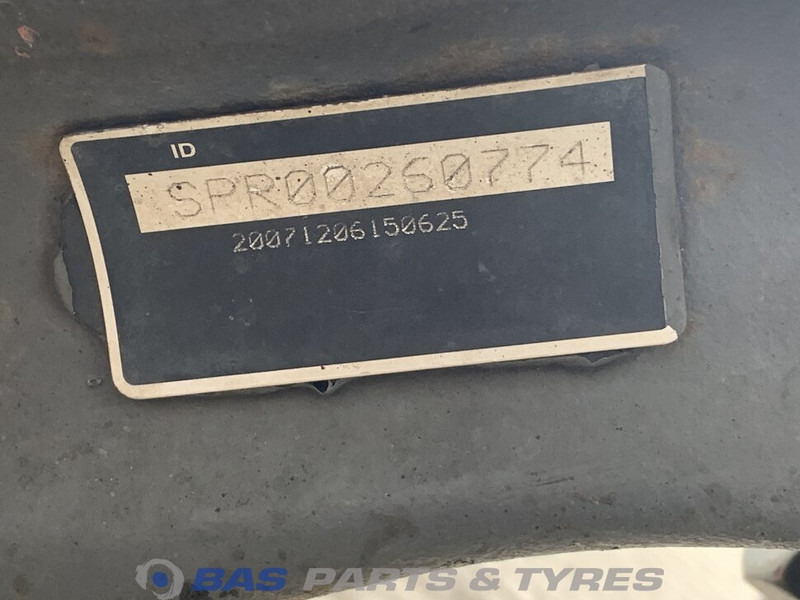 ID
SPR00260774
20071206150625
BAS PARTS & TYRES